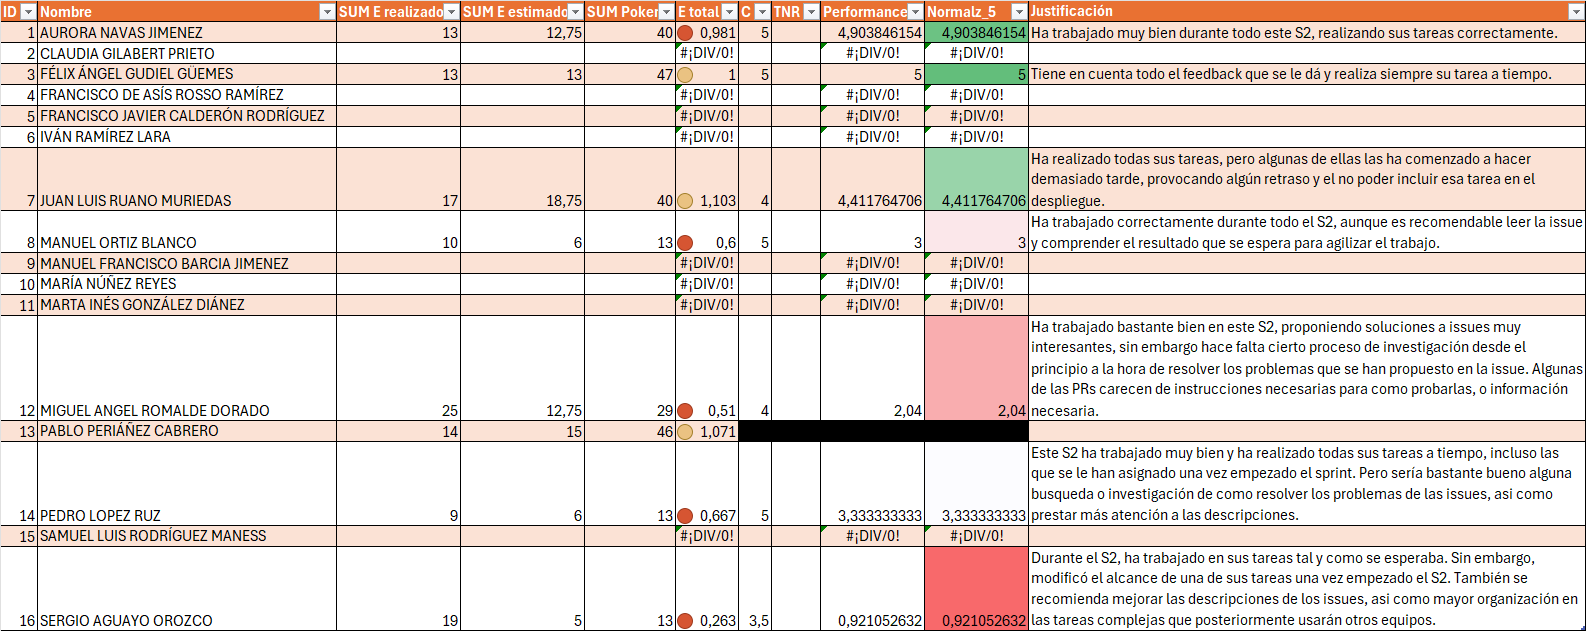 ID Nombre SUM E realizado SUM E estimado SUM Poker E total C TNR Performance Normalz_5 Justificación
1 AURORA NAVAS JIMENEZ 13 12,75 40 0,981 5 4,903846154 4,903846154 Ha trabajado muy bien durante todo este S2, realizando sus tareas correctamente.
2 CLAUDIA GILABERT PRIETO #¡DIV/0! #¡DIV/0! #¡DIV/0!
3 FÉLIX ÁNGEL GUDIEL GÜEMES 13 13 47 1 5 5 5 Tiene en cuenta todo el feedback que se le dá y realiza siempre su tarea a tiempo.
4 FRANCISCO DE ASÍS ROSSO RAMÍREZ #¡DIV/0! #¡DIV/0! #¡DIV/0!
5 FRANCISCO JAVIER CALDERÓN RODRÍGUEZ #¡DIV/0! #¡DIV/0! #¡DIV/0!
6 IVÁN RAMÍREZ LARA #¡DIV/0! #¡DIV/0! #¡DIV/0!
Ha realizado todas sus tareas, pero algunas de ellas las ha comenzado a hacer
demasiado tarde, provocando algún retraso y el no poder incluir esa tarea en el
7 JUAN LUIS RUANO MURIEDAS 17 18,75 40 1,103 4 4,411764706 4,411764706 despliegue.
Ha trabajado correctamente durante todo el S2, aunque es recomendable leer la issue
8 MANUEL ORTIZ BLANCO 10 6 13 0,6 5 3 3 y comprender el resultado que se espera para agilizar el trabajo.
9 MANUEL FRANCISCO BARCIA JIMENEZ #¡DIV/0! #¡DIV/0! #¡DIV/0!
10 MARÍA NÚÑEZ REYES #¡DIV/0! #¡DIV/0! #¡DIV/0!
11 MARTA INÉS GONZÁLEZ DIÁNEZ #¡DIV/0! #¡DIV/0! #¡DIV/0!
Ha trabajado bastante bien en este S2, proponiendo soluciones a issues muy
interesantes, sin embargo hace falta cierto proceso de investigación desde el
principio a la hora de resolver los problemas que se han propuesto en la issue. Algunas
de las PRs carecen de instrucciones necesarias para como probarlas, o información
12 MIGUEL ANGEL ROMALDE DORADO 25 12,75 29 0,51 4 2,04 2,04 necesaria.
13 PABLO PERIÁÑEZ CABRERO 14 15 46 1,071
Este S2 ha trabajado muy bien y ha realizado todas sus tareas a tiempo, incluso las
que se le han asignado una vez empezado el sprint. Pero sería bastante bueno alguna
busqueda o investigación de como resolver los problemas de las issues, asi como
14 PEDRO LOPEZ RUZ 9 6 13 0,667 5 3,333333333 3,333333333 prestar más atención a las descripciones.
15 SAMUEL LUIS RODRÍGUEZ MANESS #¡DIV/0! #¡DIV/0! #¡DIV/0!
Durante el S2, ha trabajado en sus tareas tal y como se esperaba. Sin embargo,
modificó el alcance de una de sus tareas una vez empezado el S2. También se
recomienda mejorar las descripciones de los issues, asi como mayor organización en
16 SERGIO AGUAYO OROZCO 19 5 13 0,263 3,5 0,921052632 0,921052632 las tareas complejas que posteriormente usarán otros equipos.